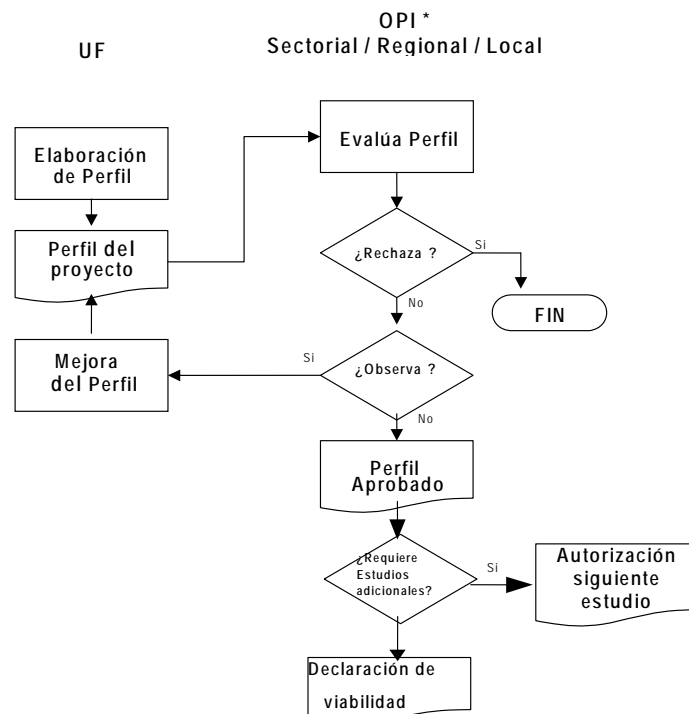 UF
OPI *
Sectorial / Regional / Local
Elaboración
de Perfil
Evalúa Perfil
Perfil del
proyecto
¿Rechaza ?
Si
No
FIN
Mejora
del Perfil
Si
¿Observa ?
No
Perfil
Aprobado
¿Requiere
Estudios
adicionales?
Si
Autorización
siguiente
estudio
Declaración de
viabilidad